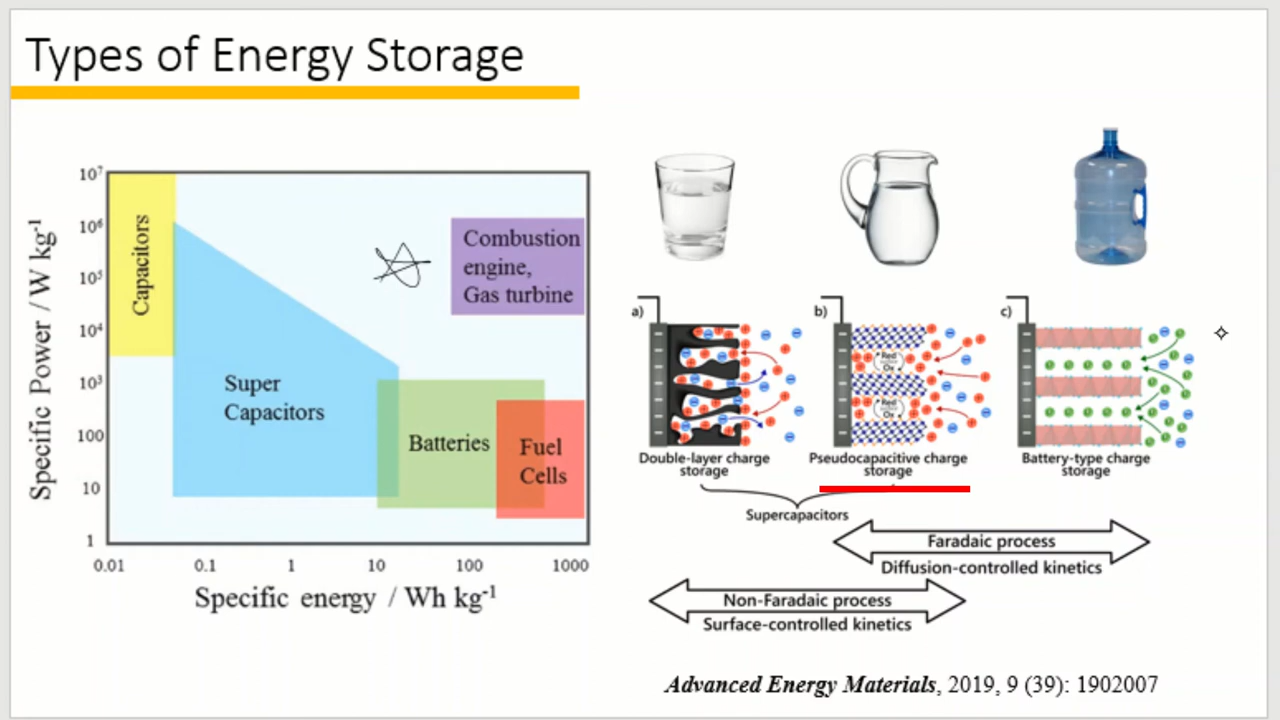 Types of Energy Storage
Specific Power / W kg⁻¹
10⁷
10⁶
10⁵
10⁴
10³
100
10
1
Capacitors
Super
Capacitors
Combustion
engine,
Gas turbine
Batteries
Fuel
Cells
0.01 0.1 1 10 100 1000
Specific energy / Wh kg⁻¹
a)
b)
c)
Red
Ox
Red
Ox
Double-layer charge
storage
Pseudocapacitive charge
storage
Battery-type charge
storage
Supercapacitors
Faradaic process
Diffusion-controlled kinetics
Non-Faradaic process
Surface-controlled kinetics
Advanced Energy Materials, 2019, 9 (39): 1902007